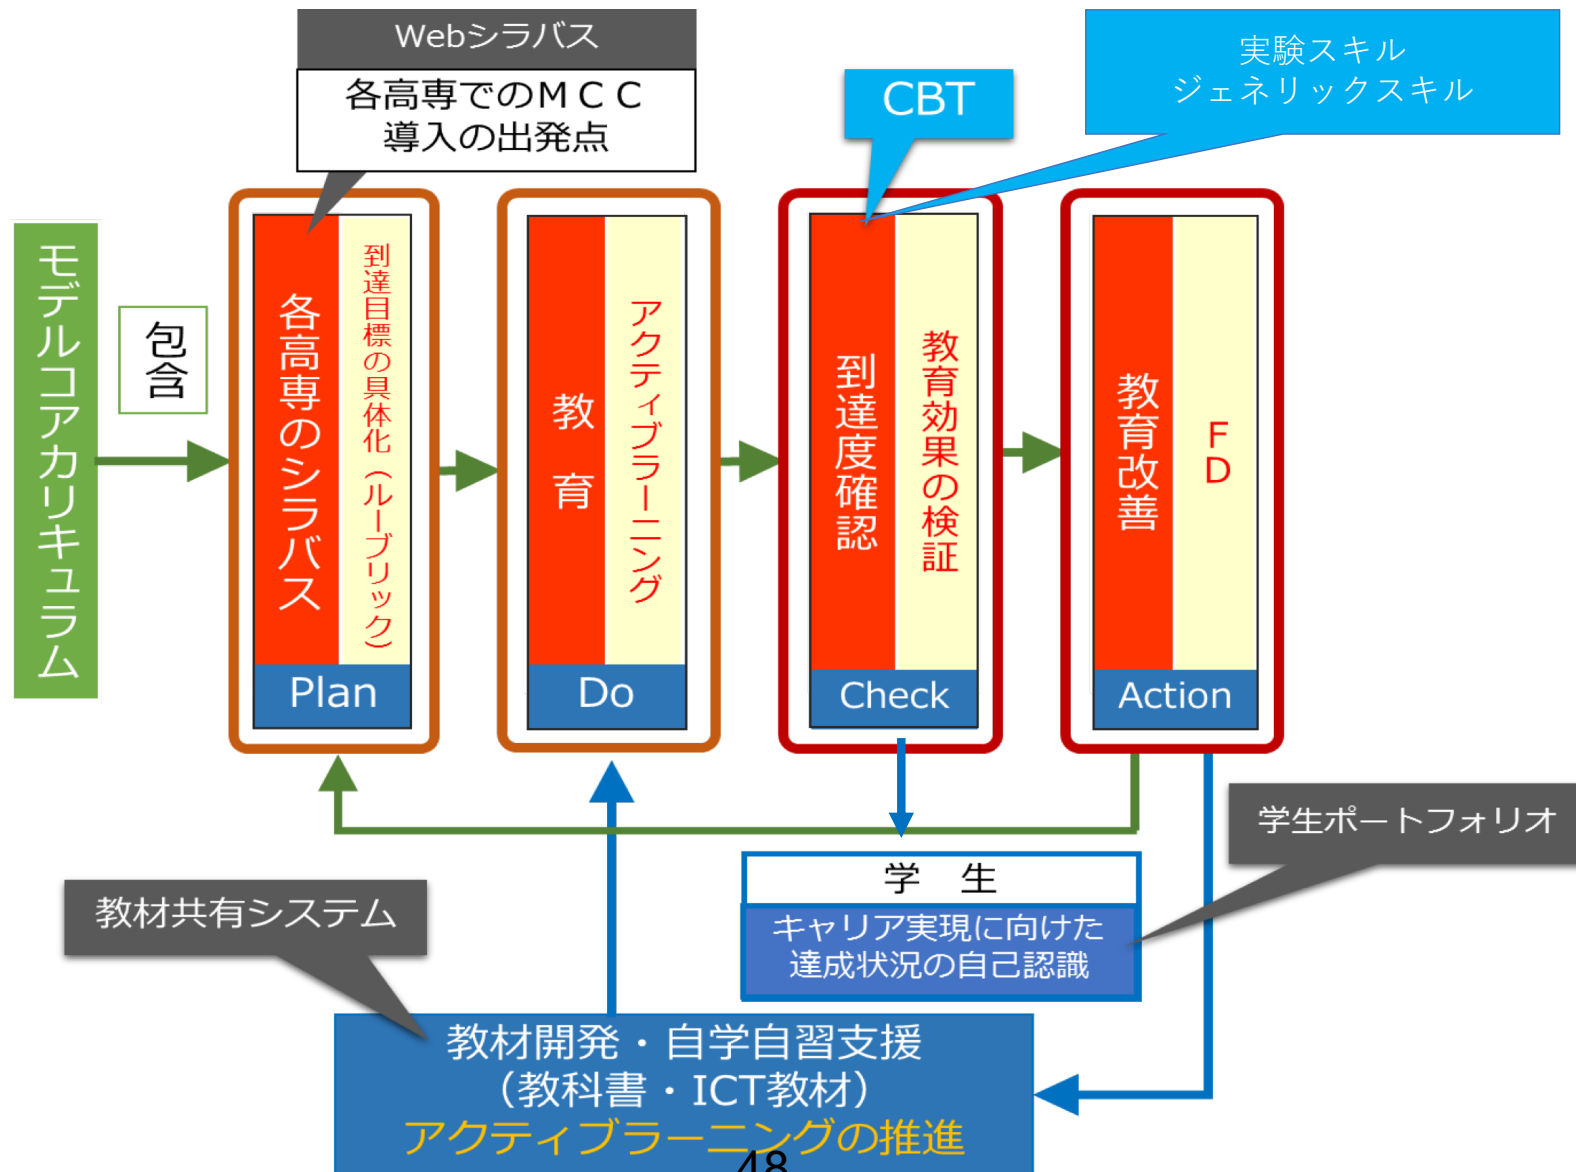 Webシラバス
各高専でのＭＣＣ
導入の出発点
CBT
実験スキル
ジェネリックスキル
モデルコアカリキュラム
包含
各高専のシラバス
到達目標の具体化（ルーブリック）
Plan
教　育
アクティブラーニング
Do
到達度確認
教育効果の検証
Check
教育改善
ＦＤ
Action
学生ポートフォリオ
学　生
キャリア実現に向けた
達成状況の自己認識
教材共有システム
教材開発・自学自習支援
（教科書・ICT教材）
アクティブラーニングの推進
48